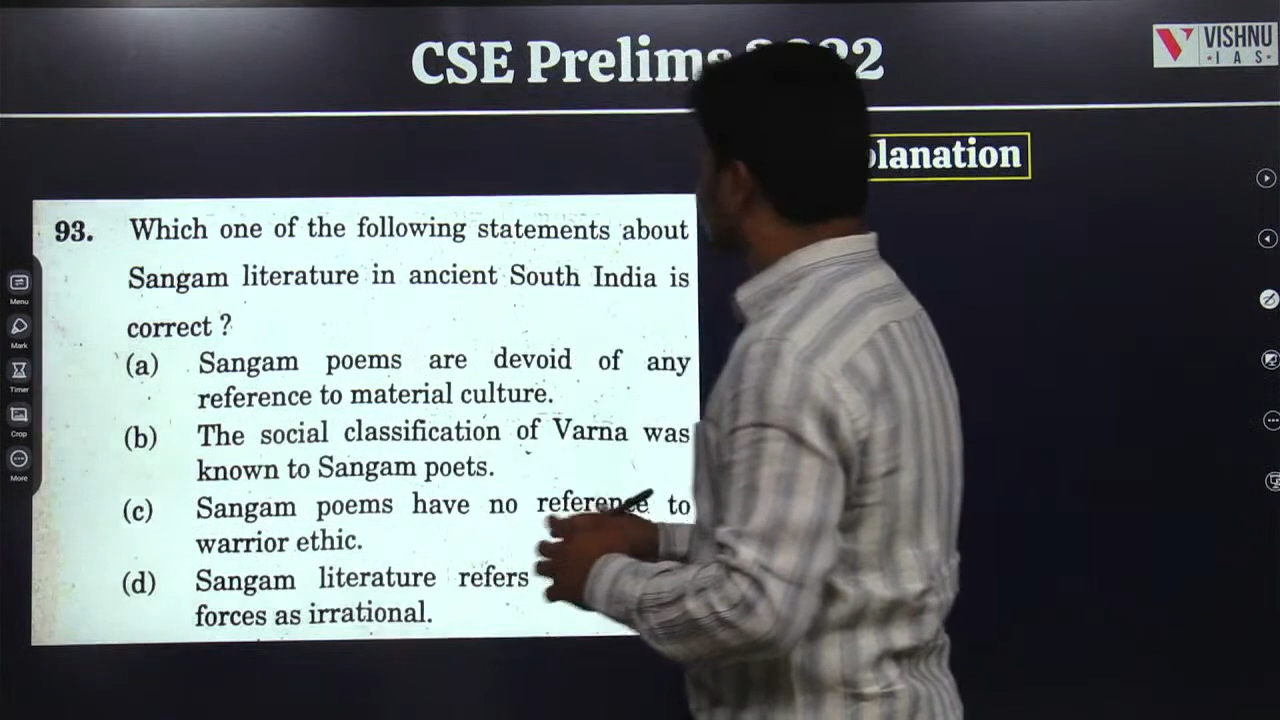 CSE Prelims 2022
VISHNU
I A S
planation
93. Which one of the following statements about
Sangam literature in ancient South India is
correct ?
(a) Sangam poems are devoid of any
reference to material culture.
(b) The social classification of Varna was
known to Sangam poets.
(c) Sangam poems have no reference to
warrior ethic.
(d) Sangam literature refers
forces as irrational.
Menu
Mark
Timer
Crop
More